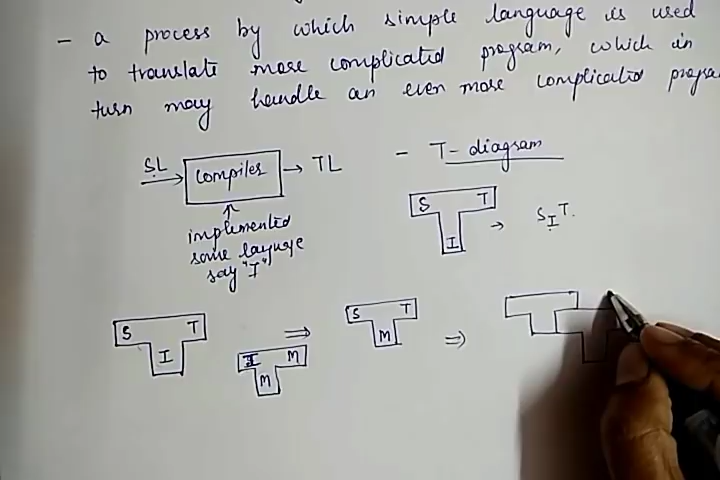 - a process by which simple language is used
to translate more complicated program, which in
turn may handle an even more complicated progra
SL → compiler → TL
implemented
some language
say "I"
- T-diagram
S T
I → SIT.
S T
I
I M
M
⇒
S T
M
⇒